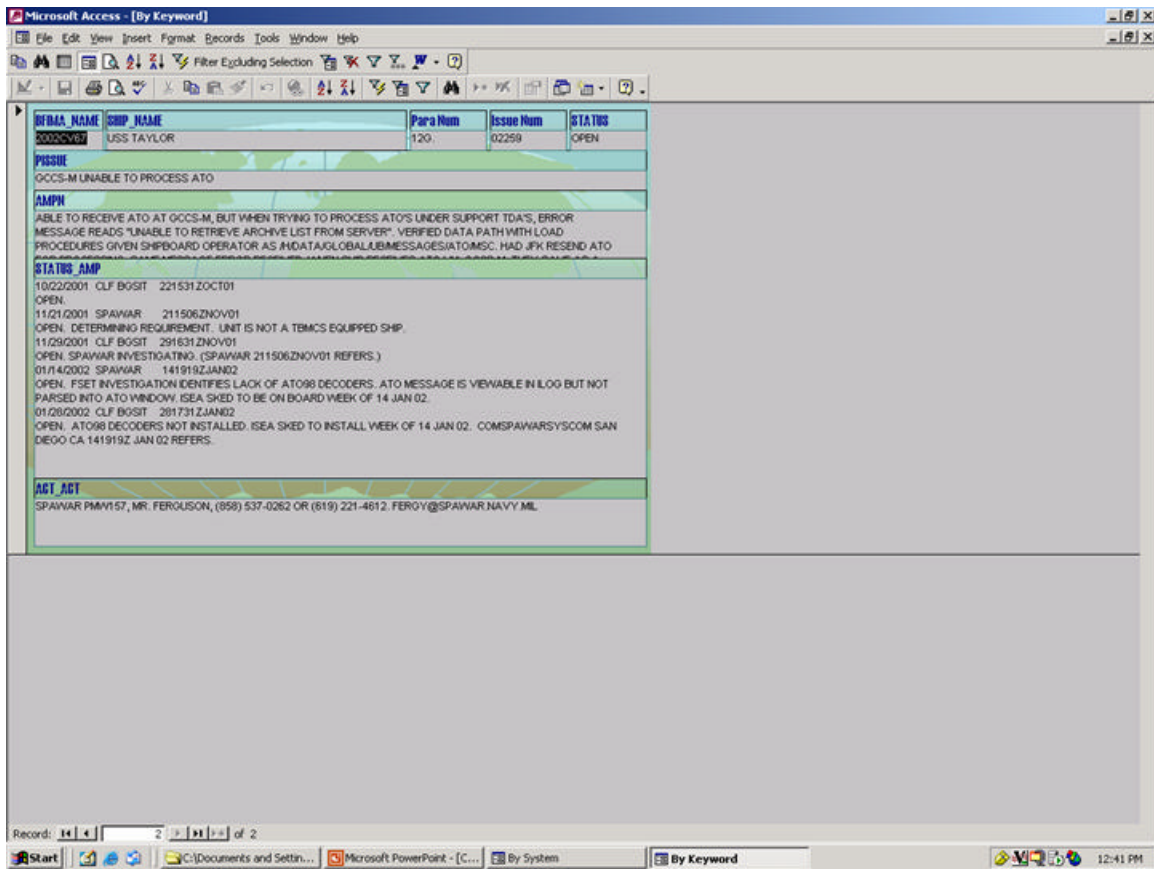 Microsoft Access - [By Keyword]
File Edit View Insert Format Records Tools Window Help
Filter Excluding Selection
BFIMA_NAME SHIP_NAME Para Num Issue Num STATUS
2002CV67 USS TAYLOR 12G. 02259 OPEN
PISSUE
GCCS-M UNABLE TO PROCESS ATO
AMPN
ABLE TO RECEIVE ATO AT GCCS-M, BUT WHEN TRYING TO PROCESS ATO'S UNDER SUPPORT TDA'S, ERROR
MESSAGE READS "UNABLE TO RETRIEVE ARCHIVE LIST FROM SERVER". VERIFIED DATA PATH WITH LOAD
PROCEDURES GIVEN SHIPBOARD OPERATOR AS /H/DATA/GLOBAL/UB/MESSAGES/ATO/MSC. HAD JFK RESEND ATO
STATUS_AMP
10/22/2001 CLF BGSIT 221531ZOCT01
OPEN.
11/21/2001 SPAWAR 211506ZNOV01
OPEN. DETERMINING REQUIREMENT. UNIT IS NOT A TBMCS EQUIPPED SHIP.
11/29/2001 CLF BGSIT 291631ZNOV01
OPEN. SPAWAR INVESTIGATING. (SPAWAR 211506ZNOV01 REFERS.)
01/14/2002 SPAWAR 141919ZJAN02
OPEN. FSET INVESTIGATION IDENTIFIES LACK OF ATO98 DECODERS. ATO MESSAGE IS VIEWABLE IN ILOG BUT NOT
PARSED INTO ATO WINDOW. ISEA SKED TO BE ON BOARD WEEK OF 14 JAN 02.
01/28/2002 CLF BGSIT 281731ZJAN02
OPEN. ATO98 DECODERS NOT INSTALLED. ISEA SKED TO INSTALL WEEK OF 14 JAN 02. COMSPAWARSYSCOM SAN
DIEGO CA 141919Z JAN 02 REFERS.
ACT_ACT
SPAWAR PMW157, MR. FERGUSON, (858) 537-0262 OR (619) 221-4612. FERGY@SPAWAR.NAVY.MIL
Record: 2 of 2
Start C:\Documents and Settin... Microsoft PowerPoint - [C... By System By Keyword 12:41 PM